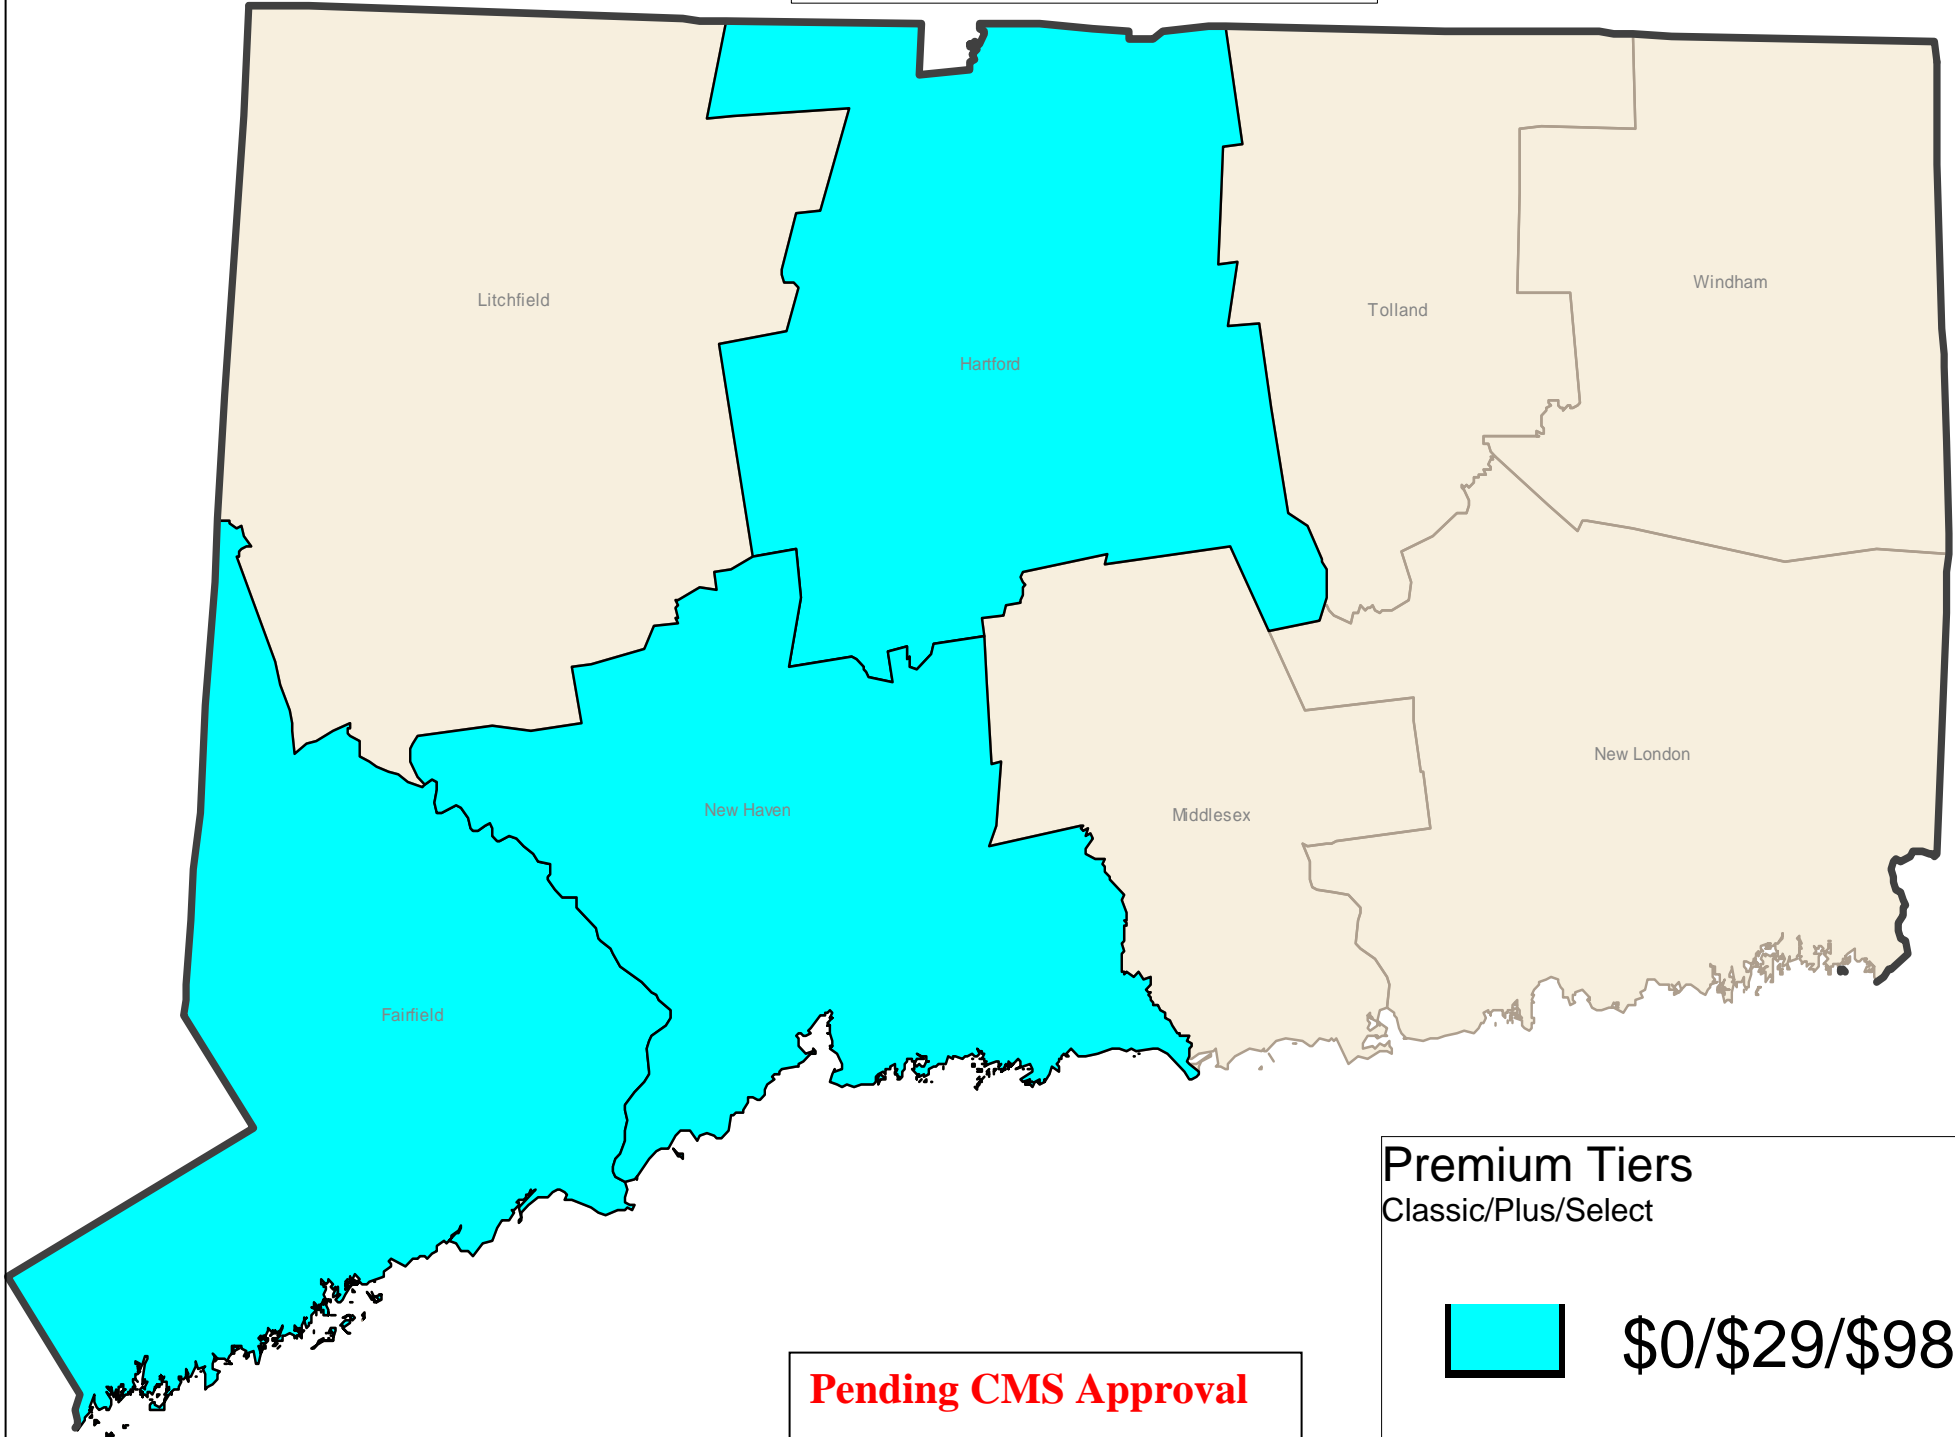 Windham
Litchfield
Tolland
Hartford
New London
New Haven
Middlesex
Fairfield
Premium Tiers
Classic/Plus/Select
$0/$29/$98
Pending CMS Approval